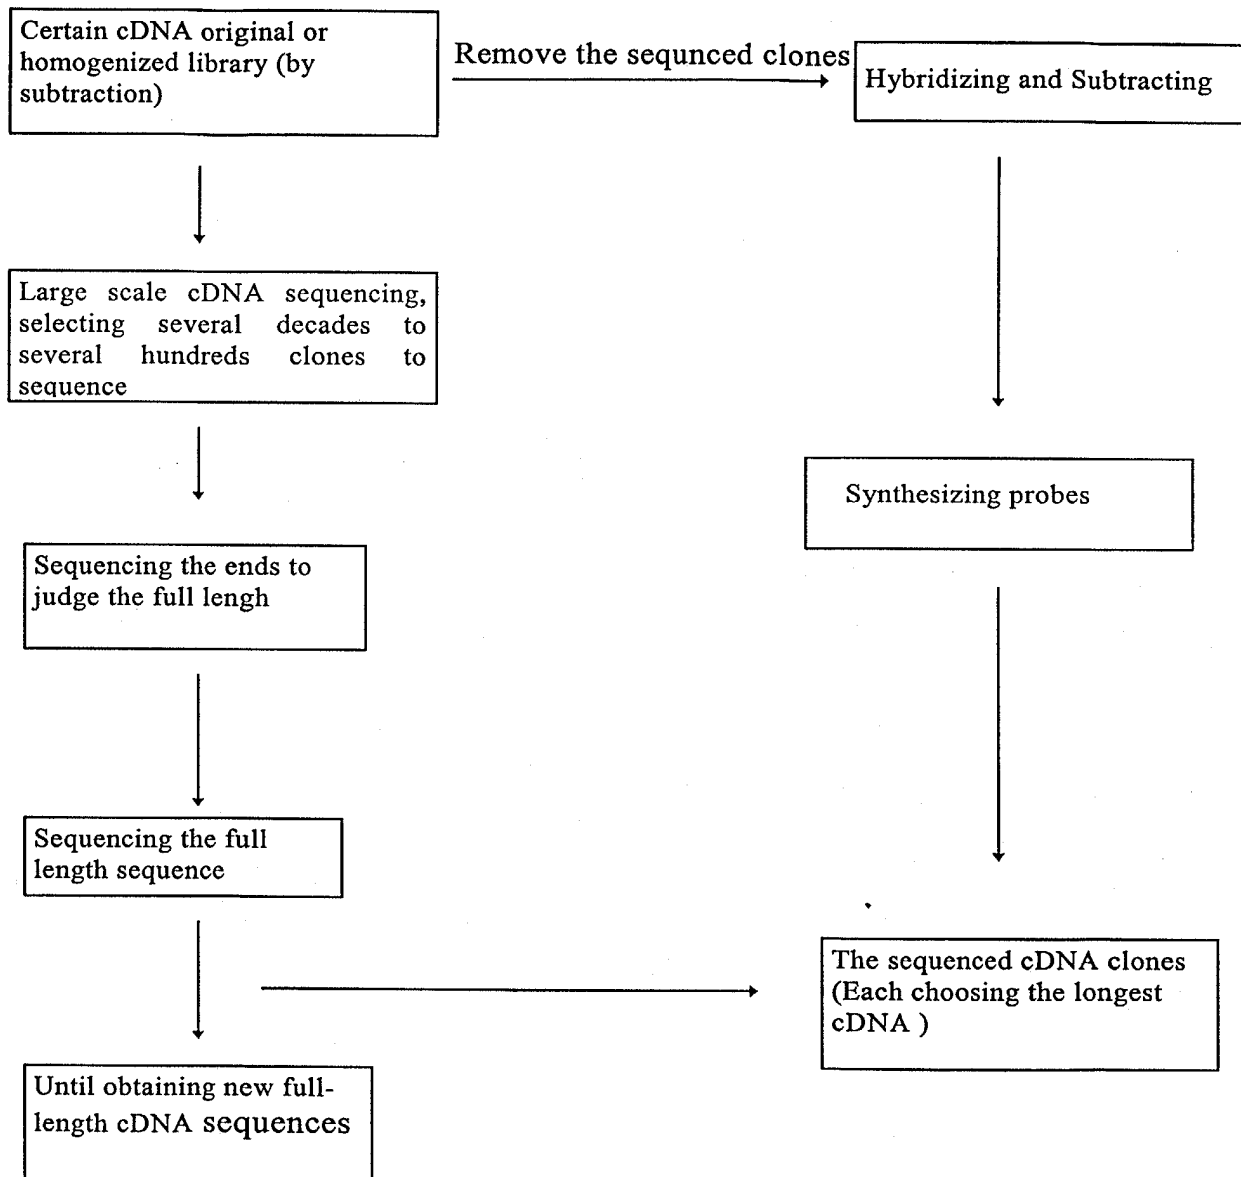 Certain cDNA original or
homogenized library (by
subtraction)
Remove the sequnced clones
Hybridizing and Subtracting
Large scale cDNA sequencing,
selecting several decades to
several hundreds clones to
sequence
Synthesizing probes
Sequencing the ends to
judge the full lengh
Sequencing the full
length sequence
The sequenced cDNA clones
(Each choosing the longest
cDNA )
Until obtaining new full-
length cDNA sequences